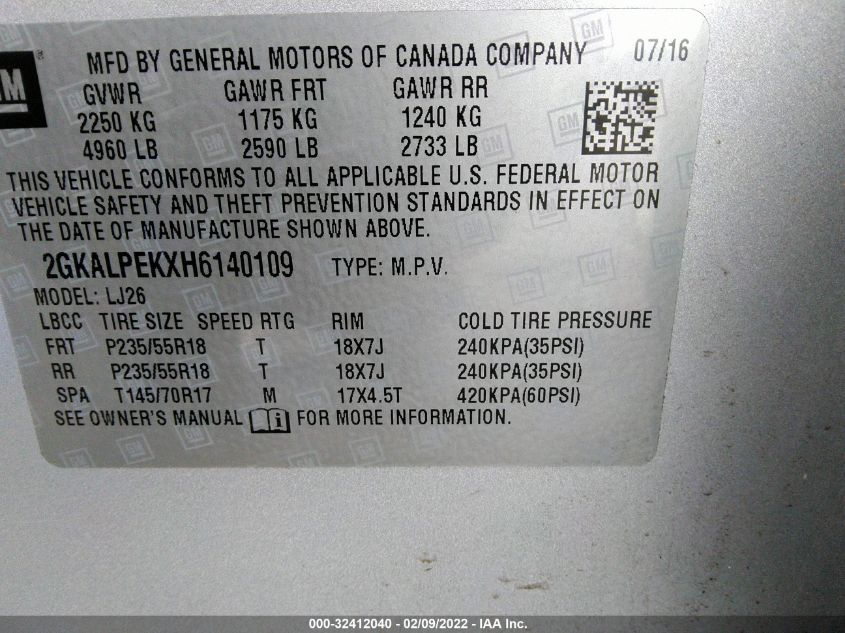 GM ®
MFD BY GENERAL MOTORS OF CANADA COMPANY 07/16
GVWR GAWR FRT GAWR RR
2250 KG 1175 KG 1240 KG
4960 LB 2590 LB 2733 LB
THIS VEHICLE CONFORMS TO ALL APPLICABLE U.S. FEDERAL MOTOR
VEHICLE SAFETY AND THEFT PREVENTION STANDARDS IN EFFECT ON
THE DATE OF MANUFACTURE SHOWN ABOVE.
2GKALPEKXH6140109 TYPE: M.P.V.
MODEL: LJ26
LBCC TIRE SIZE SPEED RTG RIM COLD TIRE PRESSURE
FRT P235/55R18 T 18X7J 240KPA(35PSI)
RR P235/55R18 T 18X7J 240KPA(35PSI)
SPA T145/70R17 M 17X4.5T 420KPA(60PSI)
SEE OWNER'S MANUAL FOR MORE INFORMATION.
000-32412040 - 02/09/2022 - IAA Inc.